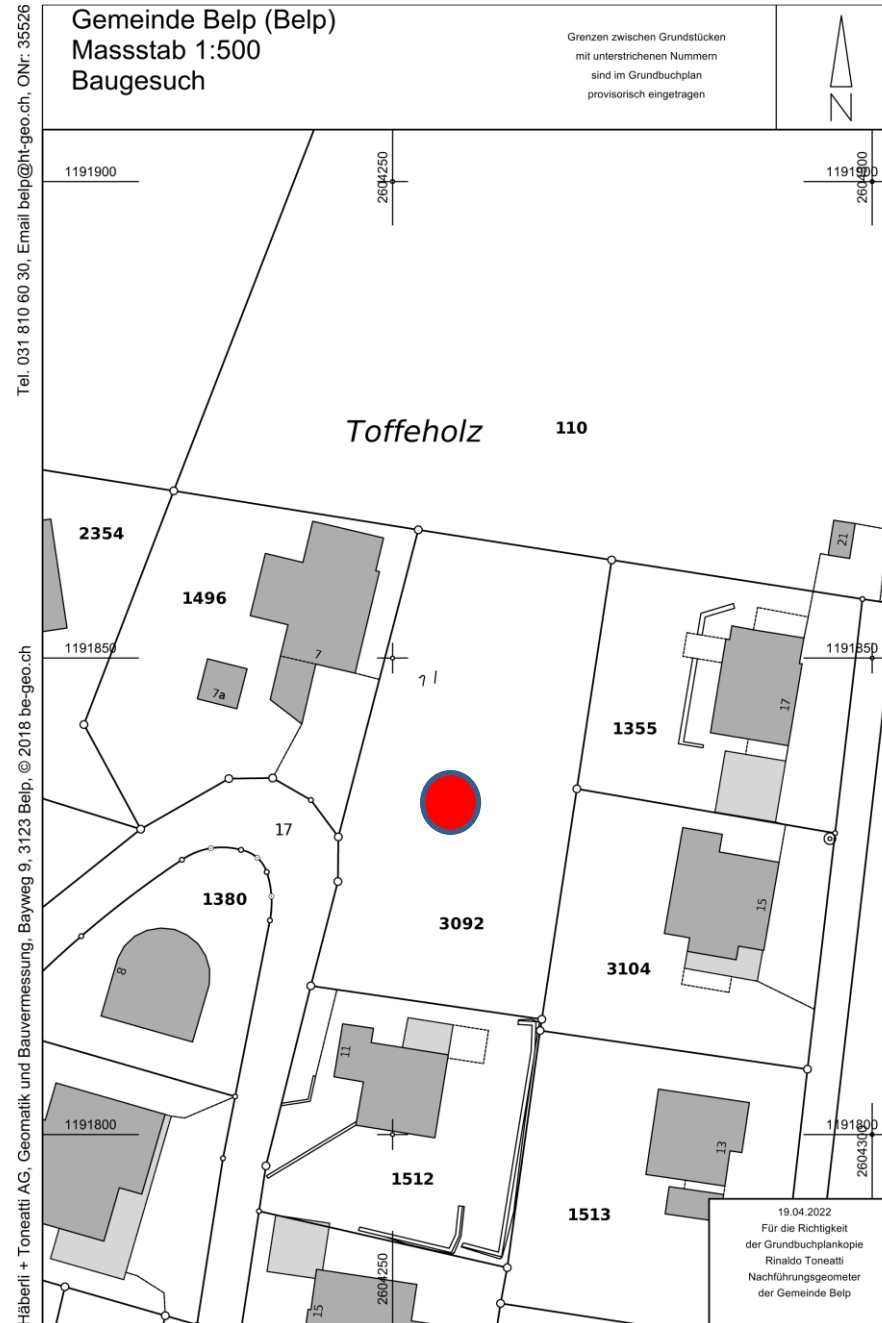 Gemeinde Belp (Belp)
Massstab 1:500
Baugesuch
Grenzen zwischen Grundstücken
mit unterstrichenen Nummern
sind im Grundbuchplan
provisorisch eingetragen
N
Tel. 031 810 60 30, Email belp@ht-geo.ch, ONr: 35526
Häberli + Toneatti AG, Geomatik und Bauvermessung, Bayweg 9, 3123 Belp, © 2018 be-geo.ch
1191900
2604250
1191900
2604300
Toffeholz
110
2354
21
1496
1191850
7
7a
1191850
17
1355
17
15
1380
3092
3104
8
11
1191800
13
1191800
2604300
1512
1513
2604250
15
19.04.2022
Für die Richtigkeit
der Grundbuchplankopie
Rinaldo Toneatti
Nachführungsgeometer
der Gemeinde Belp